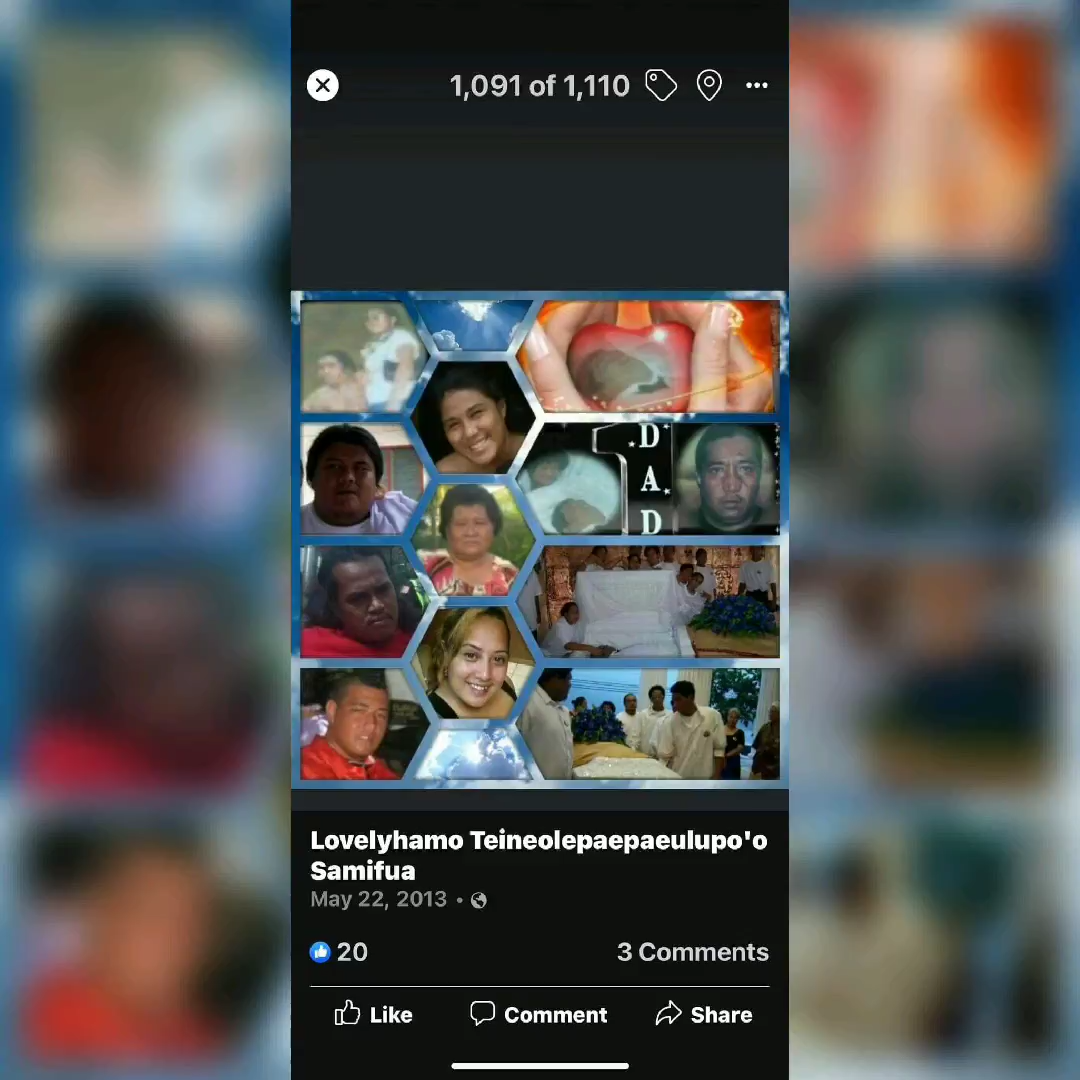 1,091 of 1,110
D
A
D
Lovelyhamo Teineolepaepaeulupo'o
Samifua
May 22, 2013 •
20
3 Comments
Like
Comment
Share